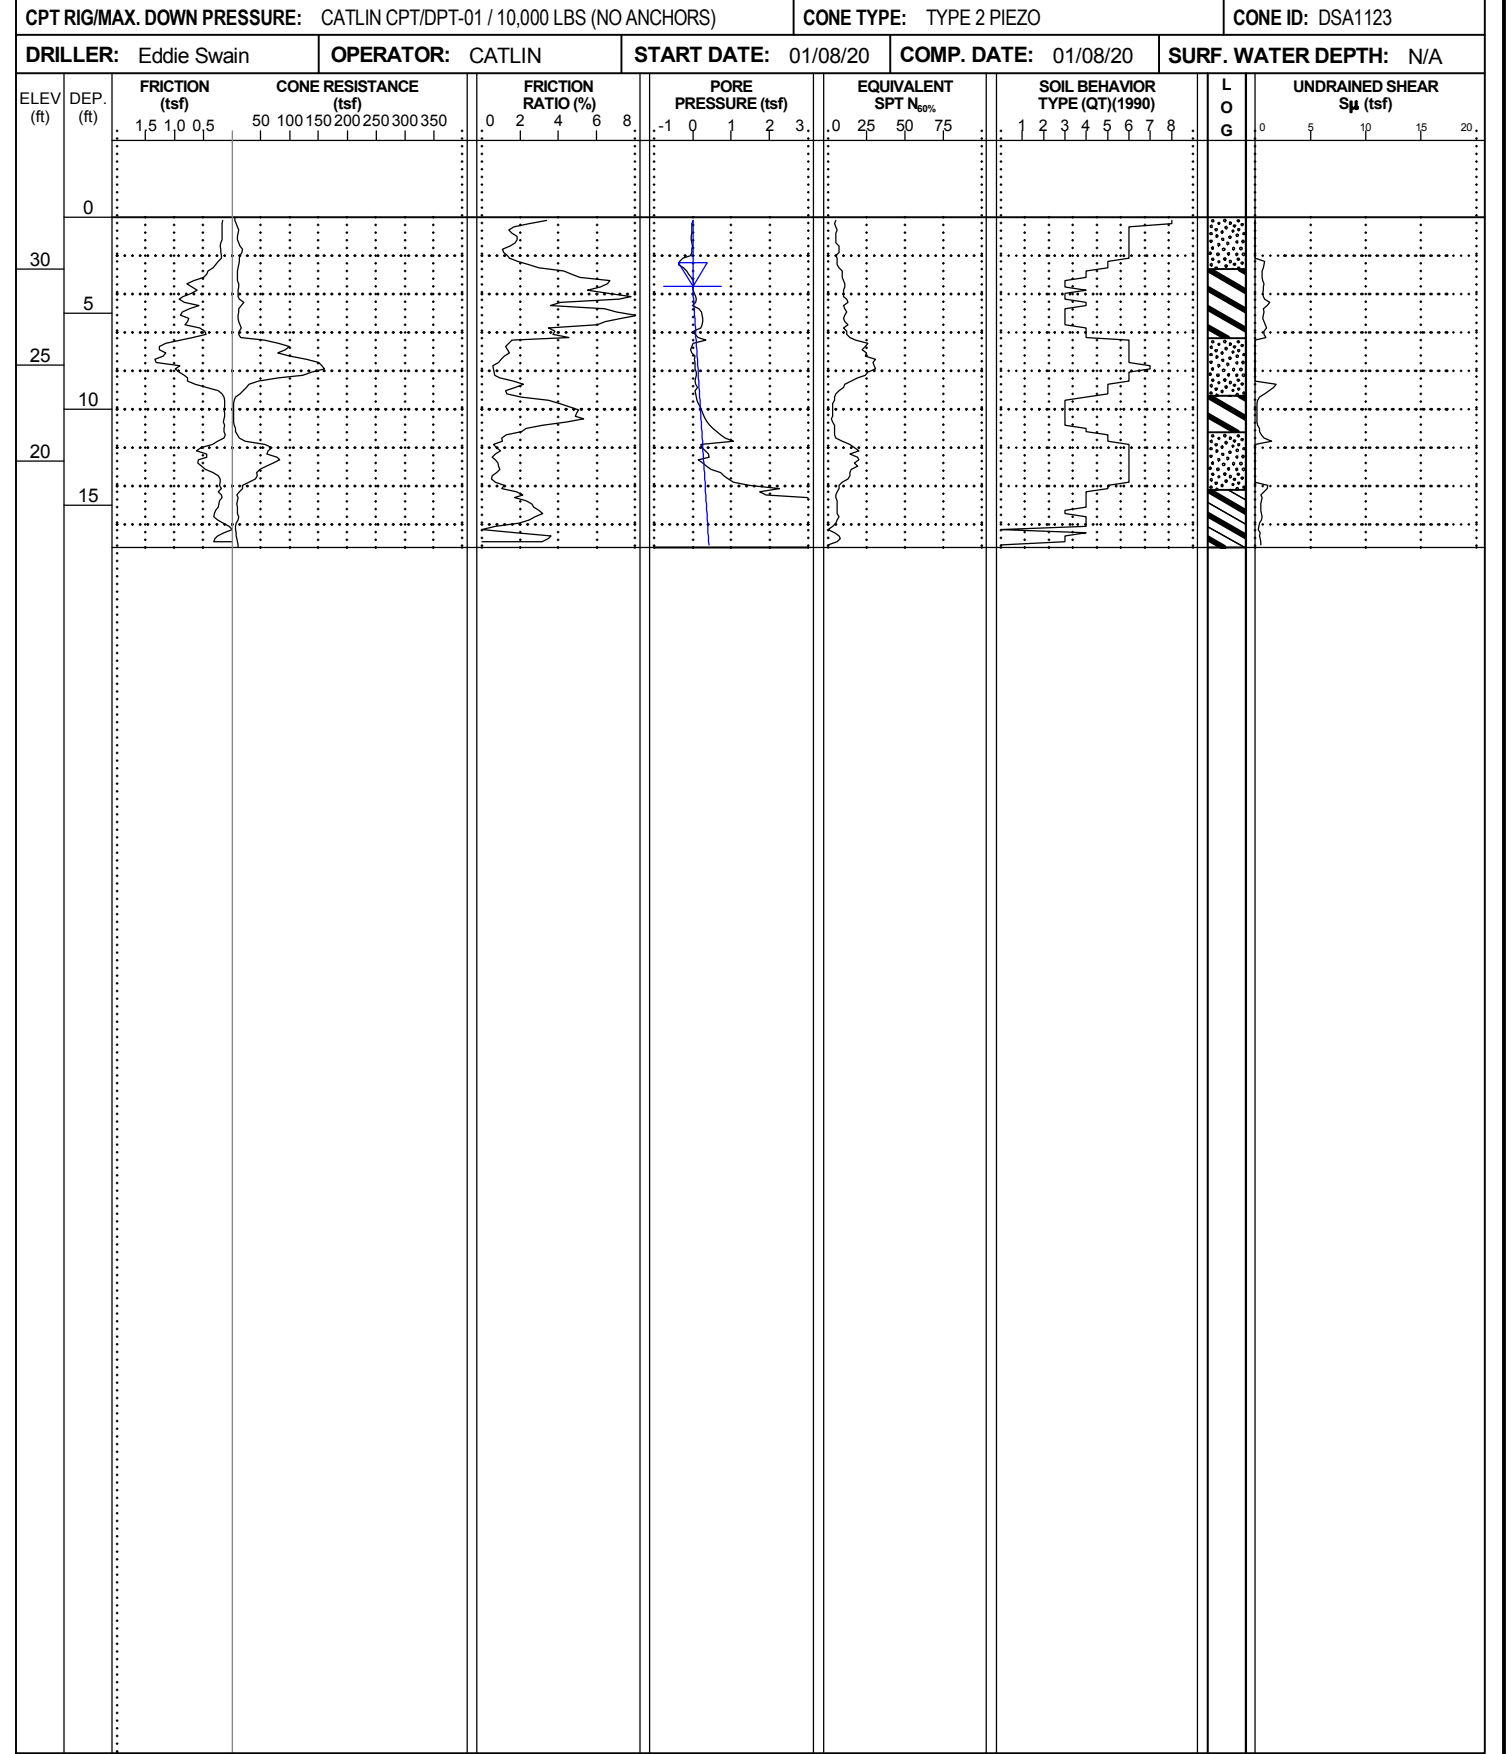 CPT RIG/MAX. DOWN PRESSURE: CATLIN CPT/DPT-01 / 10,000 LBS (NO ANCHORS) CONE TYPE: TYPE 2 PIEZO CONE ID: DSA1123
DRILLER: Eddie Swain OPERATOR: CATLIN START DATE: 01/08/20 COMP. DATE: 01/08/20 SURF. WATER DEPTH: N/A
ELEV (ft)
DEP. (ft)
FRICTION (tsf)
1.5 1.0 0.5
CONE RESISTANCE (tsf)
50 100 150 200 250 300 350
FRICTION RATIO (%)
0 2 4 6 8
PORE PRESSURE (tsf)
-1 0 1 2 3
EQUIVALENT SPT N60%
0 25 50 75
SOIL BEHAVIOR TYPE (QT)(1990)
1 2 3 4 5 6 7 8
L
O
G
UNDRAINED SHEAR Sμ (tsf)
0 5 10 15 20
0
30
5
25
10
20
15